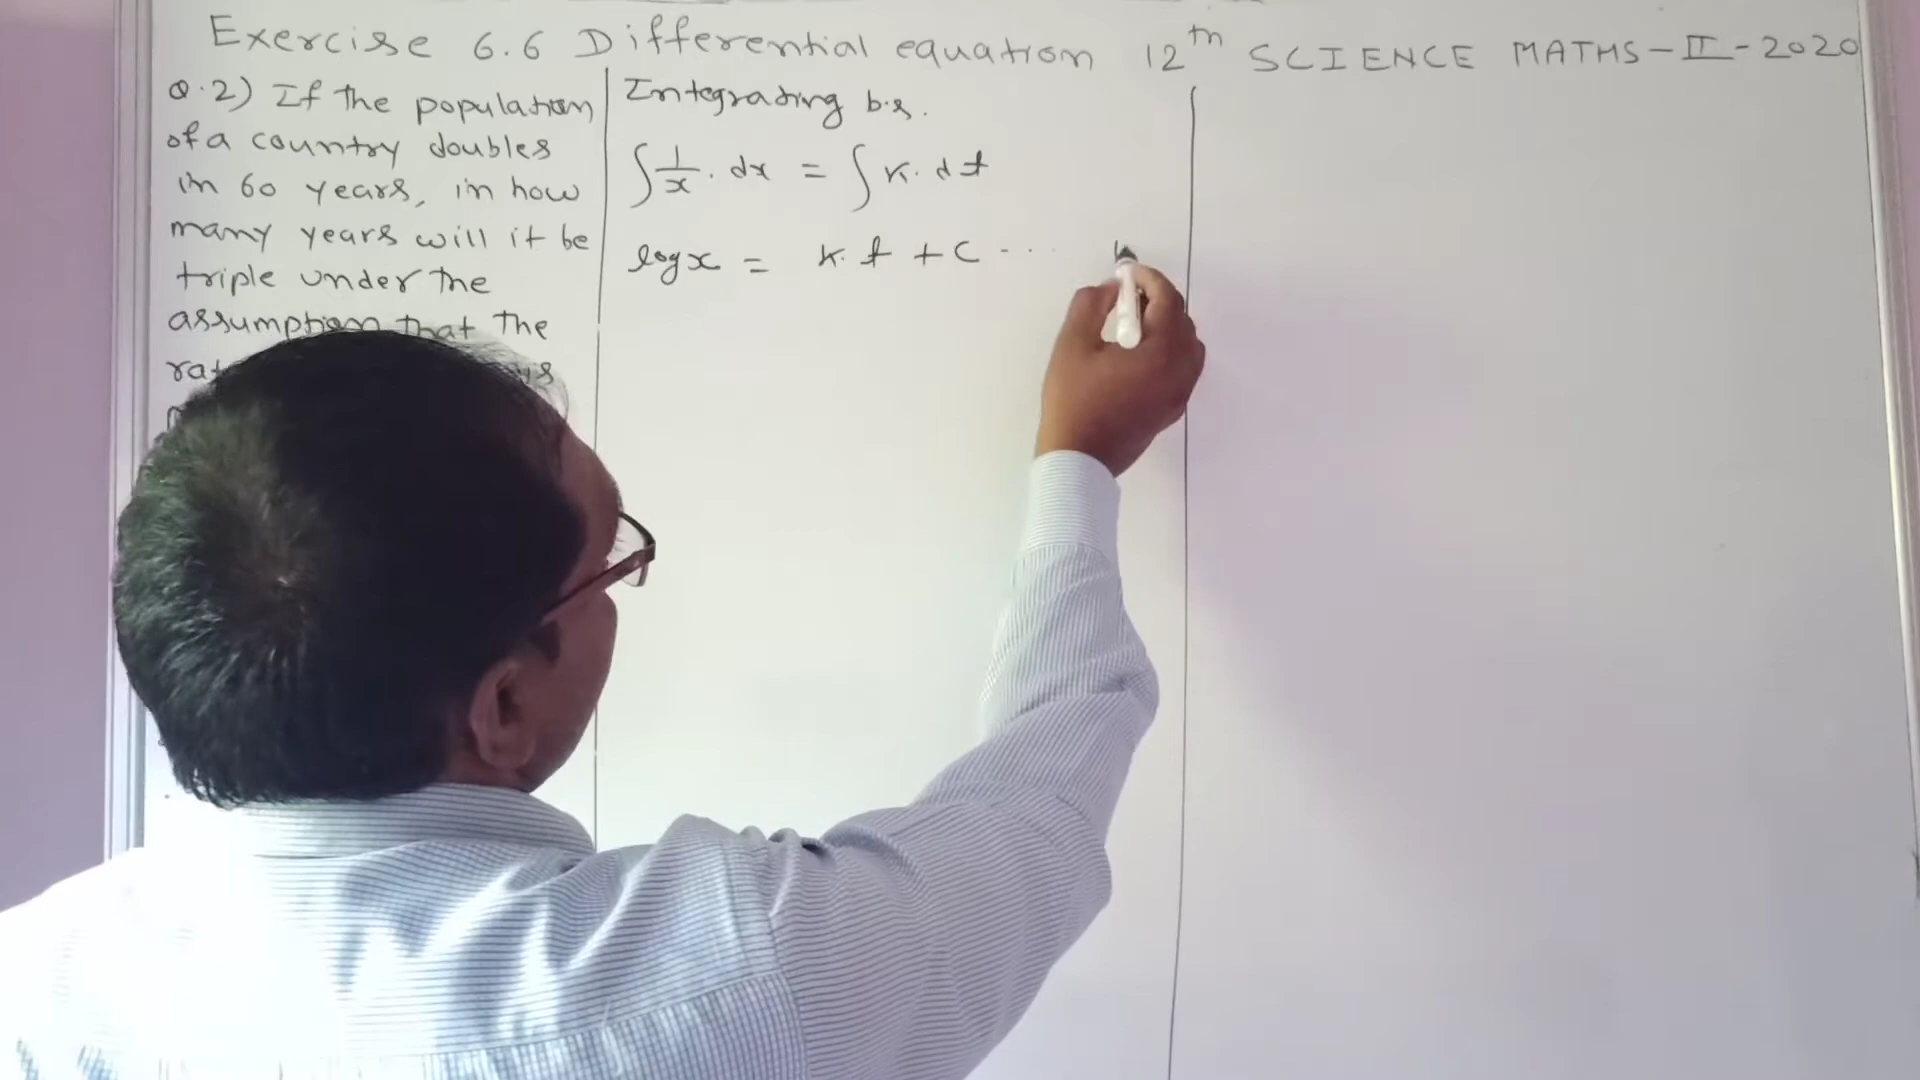 Exercise 6.6 Differential equation 12th SCIENCE MATHS-II-2020
Q.2) If the population
of a country doubles
in 60 years, in how
many years will it be
triple under the
assumption that the
Integrating b.s.
∫ 1/x . dx = ∫ k. dt
log x = k. t + c ...